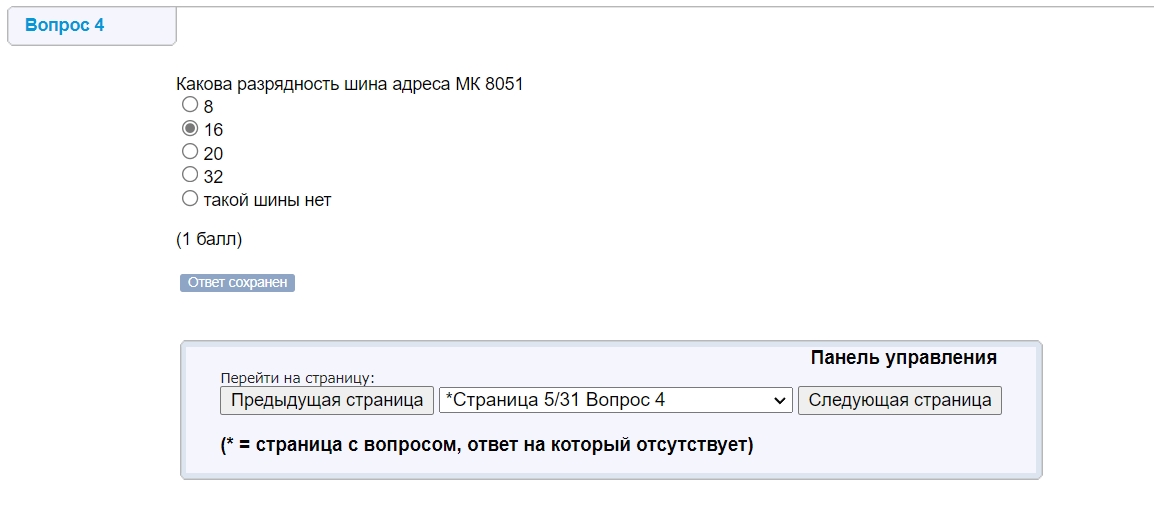 Вопрос 4
Какова разрядность шина адреса МК 8051
8
16
20
32
такой шины нет
(1 балл)
Ответ сохранен
Панель управления
Перейти на страницу:
Предыдущая страница *Страница 5/31 Вопрос 4 Следующая страница
(* = страница с вопросом, ответ на который отсутствует)